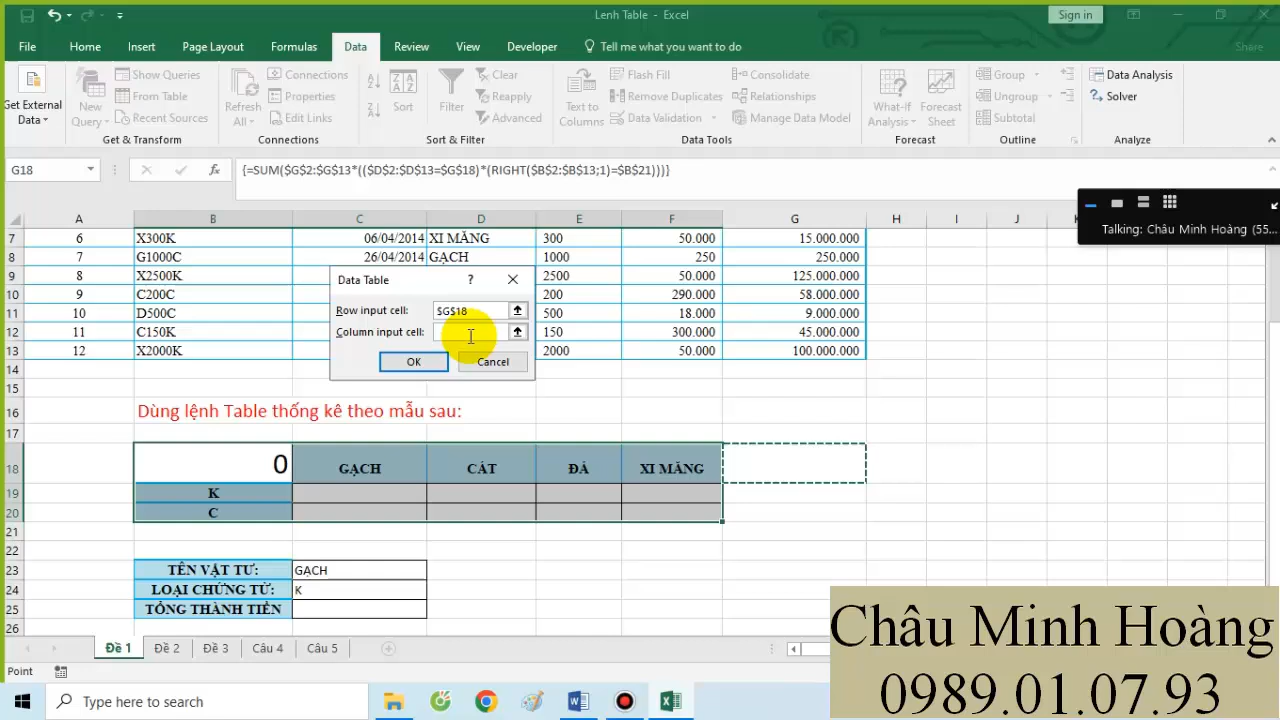 Lenh Table - Excel
Sign in
File Home Insert Page Layout Formulas Data Review View Developer Tell me what you want to do Share
Get External Data
New Query
Show Queries
From Table
Recent Sources
Get & Transform
Refresh All
Connections
Properties
Edit Links
Connections
Sort
Filter
Clear
Reapply
Advanced
Sort & Filter
Text to Columns
Flash Fill
Remove Duplicates
Data Validation
Consolidate
Relationships
Manage Data Model
Data Tools
What-If Analysis
Forecast Sheet
Forecast
Group
Ungroup
Subtotal
Outline
Data Analysis
Solver
Analyze
G18
fx
{=SUM($G$2:$G$13*(($D$2:$D$13=$G$18)*(RIGHT($B$2:$B$13;1)=$B$21)))}
Talking: Châu Minh Hoàng (55...
A B C D E F G H I J K
7 6 X300K 06/04/2014 XI MĂNG 300 50.000 15.000.000
8 7 G1000C 26/04/2014 GẠCH 1000 250 250.000
9 8 X2500K 2500 50.000 125.000.000
10 9 C200C 200 290.000 58.000.000
11 10 D500C 500 18.000 9.000.000
12 11 C150K 150 300.000 45.000.000
13 12 X2000K 2000 50.000 100.000.000
Data Table ?
Row input cell: $G$18
Column input cell:
OK Cancel
14
15
16 Dùng lệnh Table thống kê theo mẫu sau:
17
18 0 GẠCH CÁT ĐÁ XI MĂNG
19 K
20 C
21
22
23 TÊN VẬT TƯ: GẠCH
24 LOẠI CHỨNG TỪ: K
25 TỔNG THÀNH TIỀN
26
Đề 1 Đề 2 Đề 3 Câu 4 Câu 5
Point
Type here to search
Châu Minh Hoàng
0989.01.07.93